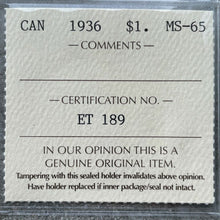 CAN 1936 $1. MS-65
COMMENTS
CERTIFICATION NO.
ET 189
IN OUR OPINION THIS IS A
GENUINE ORIGINAL ITEM.
Tampering with this sealed holder invalidates above opinion.
Have holder replaced if inner package/seal not intact.